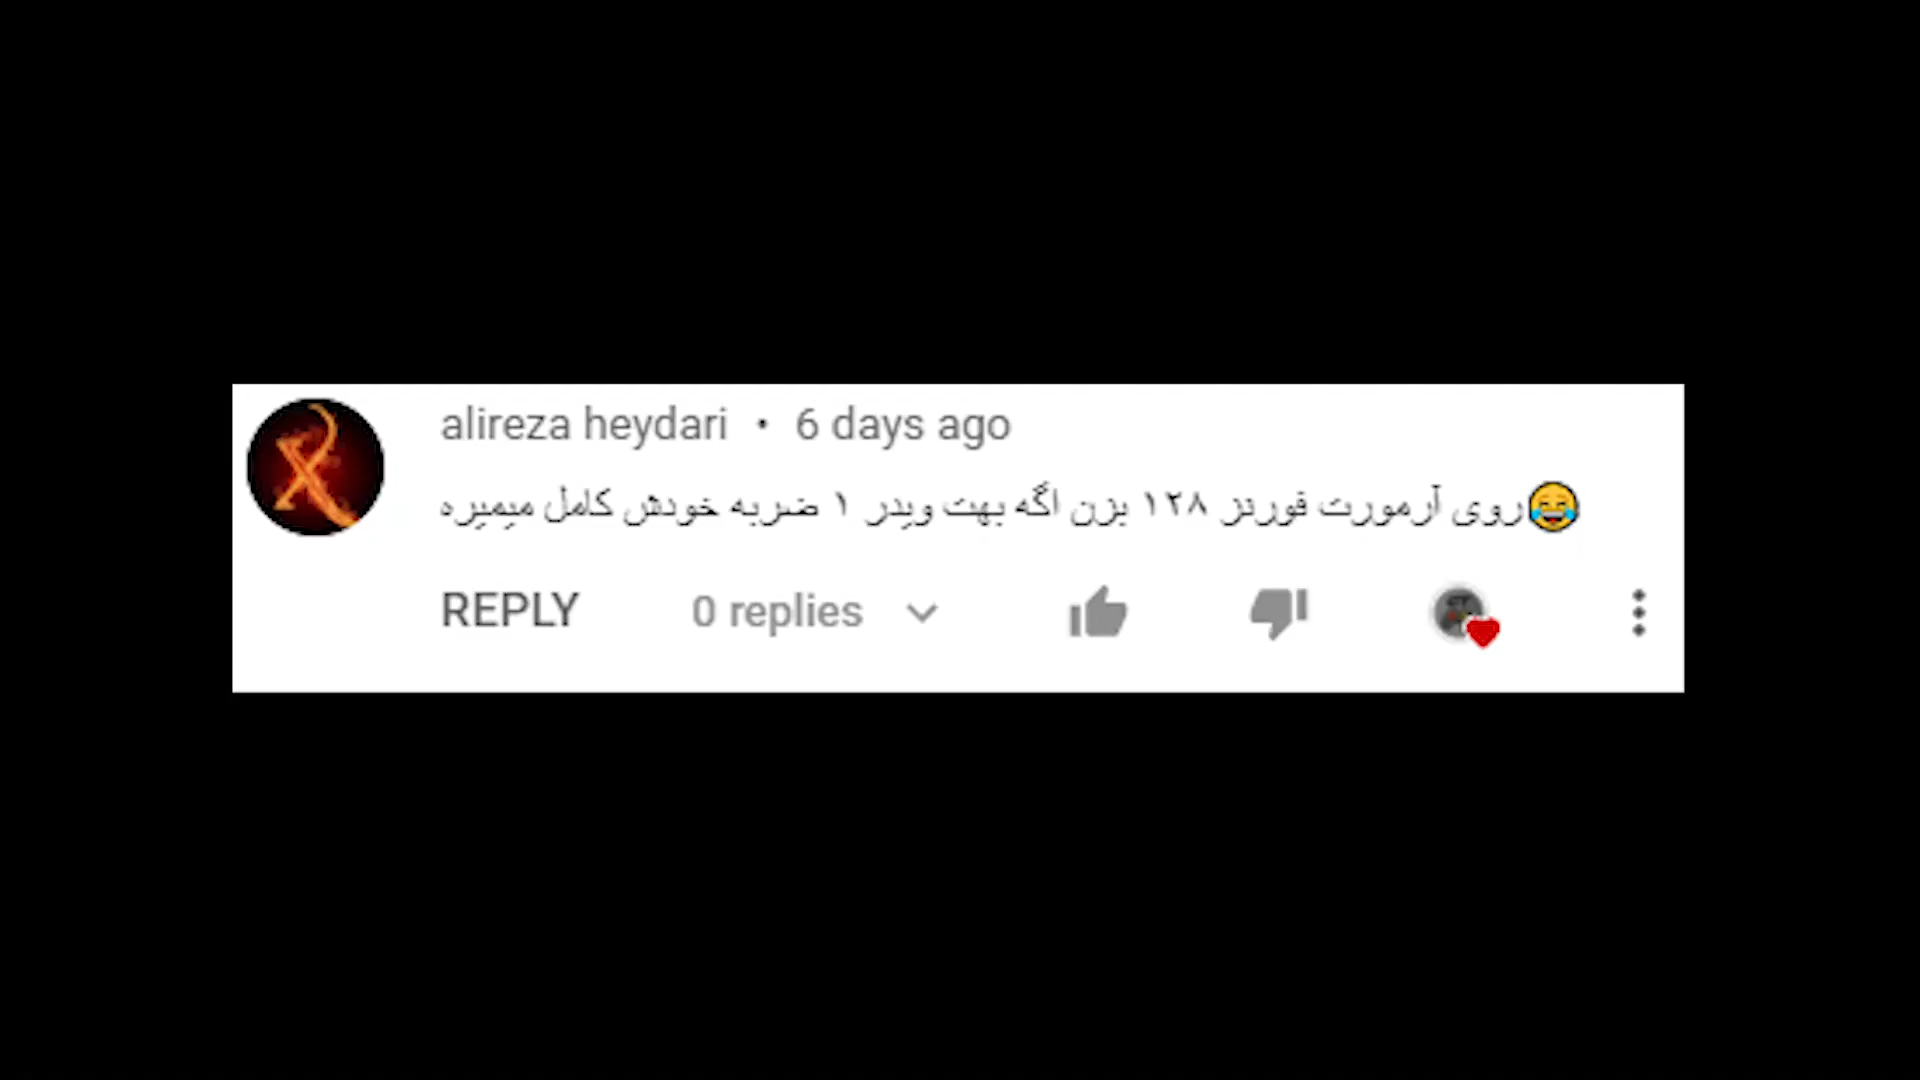 alireza heydari • 6 days ago
😂روی آرمورت فورنز ۱۲۸ بزن اگه بهت ویدر ۱ ضربه خودش کامل میمیره
REPLY 0 replies